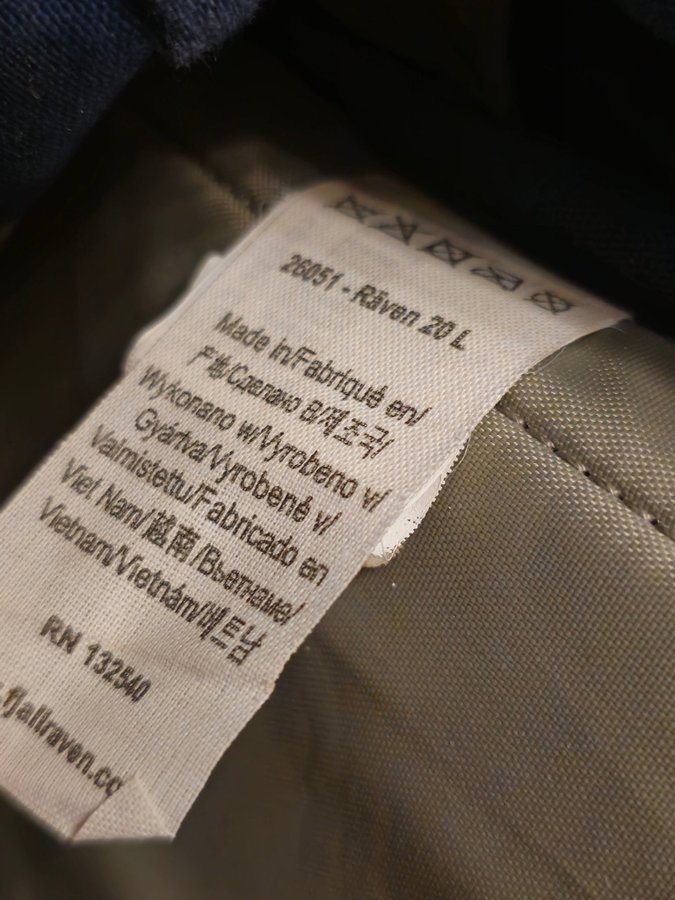 26051 - Räven 20 L
Made in/Fabriqué en/
产地/Сделано в/제조국/
Wykonano w/Vyrobeno v/
Gyártva/Vyrobené v/
Valmistettu/Fabricado en
Viet Nam/越南/Вьетнаме/
Vietnam/Vietnám/베트남
RN 132540
.fjallraven.co